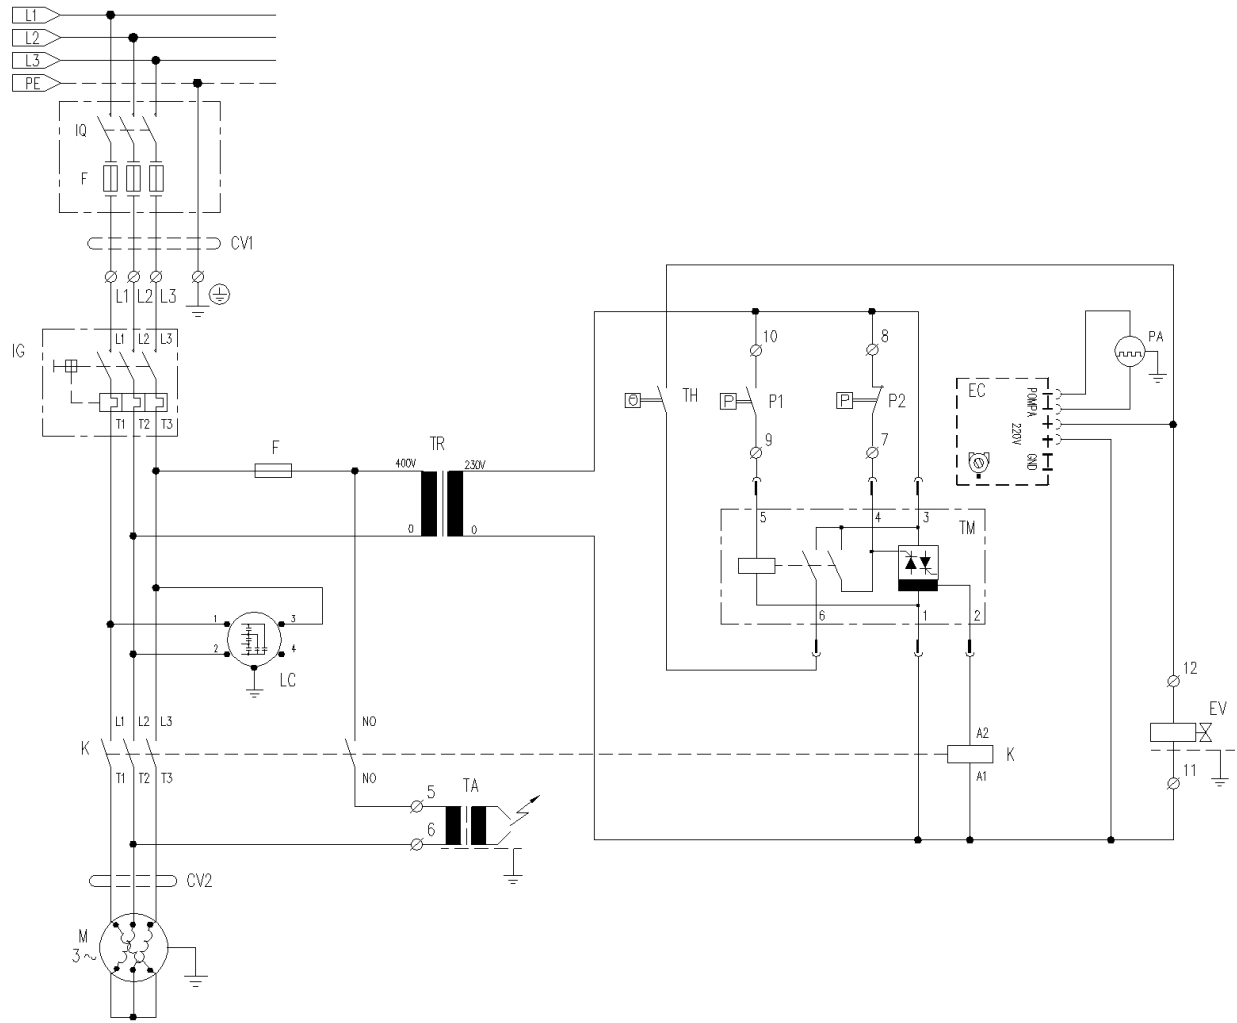 L1
L2
L3
PE
IQ
F
CV1
L1 L2 L3
IG
L1 L2 L3
T1 T2 T3
F
TR
400V 230V
0 0
1 3
2 4
LC
L1 L2 L3
K
T1 T2 T3
NO
NO
TA
5
6
CV2
M
3~
TH
10
P
P1
9
8
P
P2
7
5 4 3
TM
6 1 2
A2
K
A1
EC
POMPA
220V
GND
PA
12
EV
11